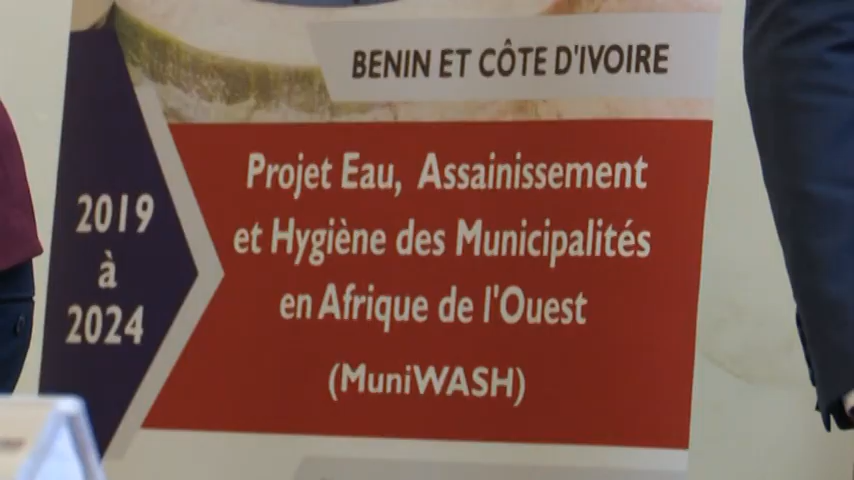 BENIN ET CÔTE D'IVOIRE
Projet Eau, Assainissement
et Hygiène des Municipalités
en Afrique de l'Ouest
(MuniWASH)
2019
à
2024